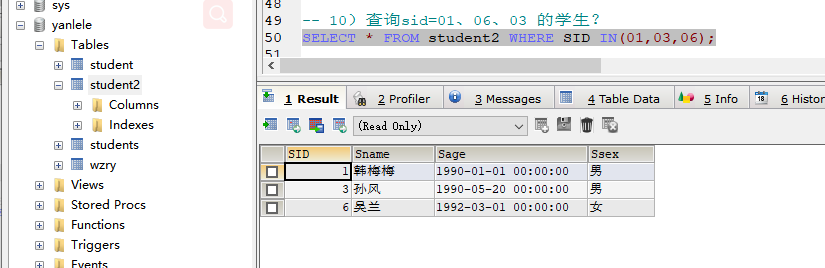 sys
yanlele
Tables
student
student2
Columns
Indexes
students
wzry
Views
Stored Procs
Functions
Triggers
Events
48
49 -- 10) 查询sid=01、06、03 的学生?
50 SELECT * FROM student2 WHERE SID IN(01,03,06);
1 Result 2 Profiler 3 Messages 4 Table Data 5 Info 6 Histor
(Read Only)
SID Sname Sage Ssex
1 韩梅梅 1990-01-01 00:00:00 男
3 孙风 1990-05-20 00:00:00 男
6 吴兰 1992-03-01 00:00:00 女